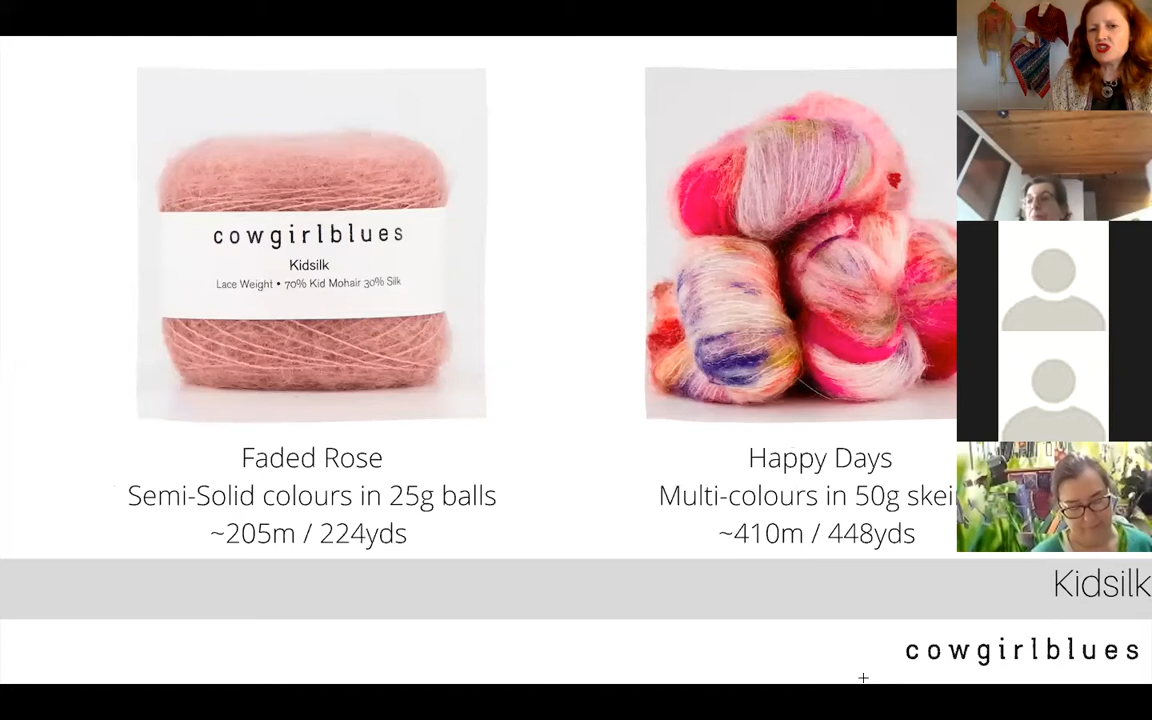 cowgirlblues
Kidsilk
Lace Weight • 70% Kid Mohair 30% Silk
Faded Rose
Semi-Solid colours in 25g balls
~205m / 224yds
Happy Days
Multi-colours in 50g skei
~410m / 448yds
Kidsilk
cowgirlblues